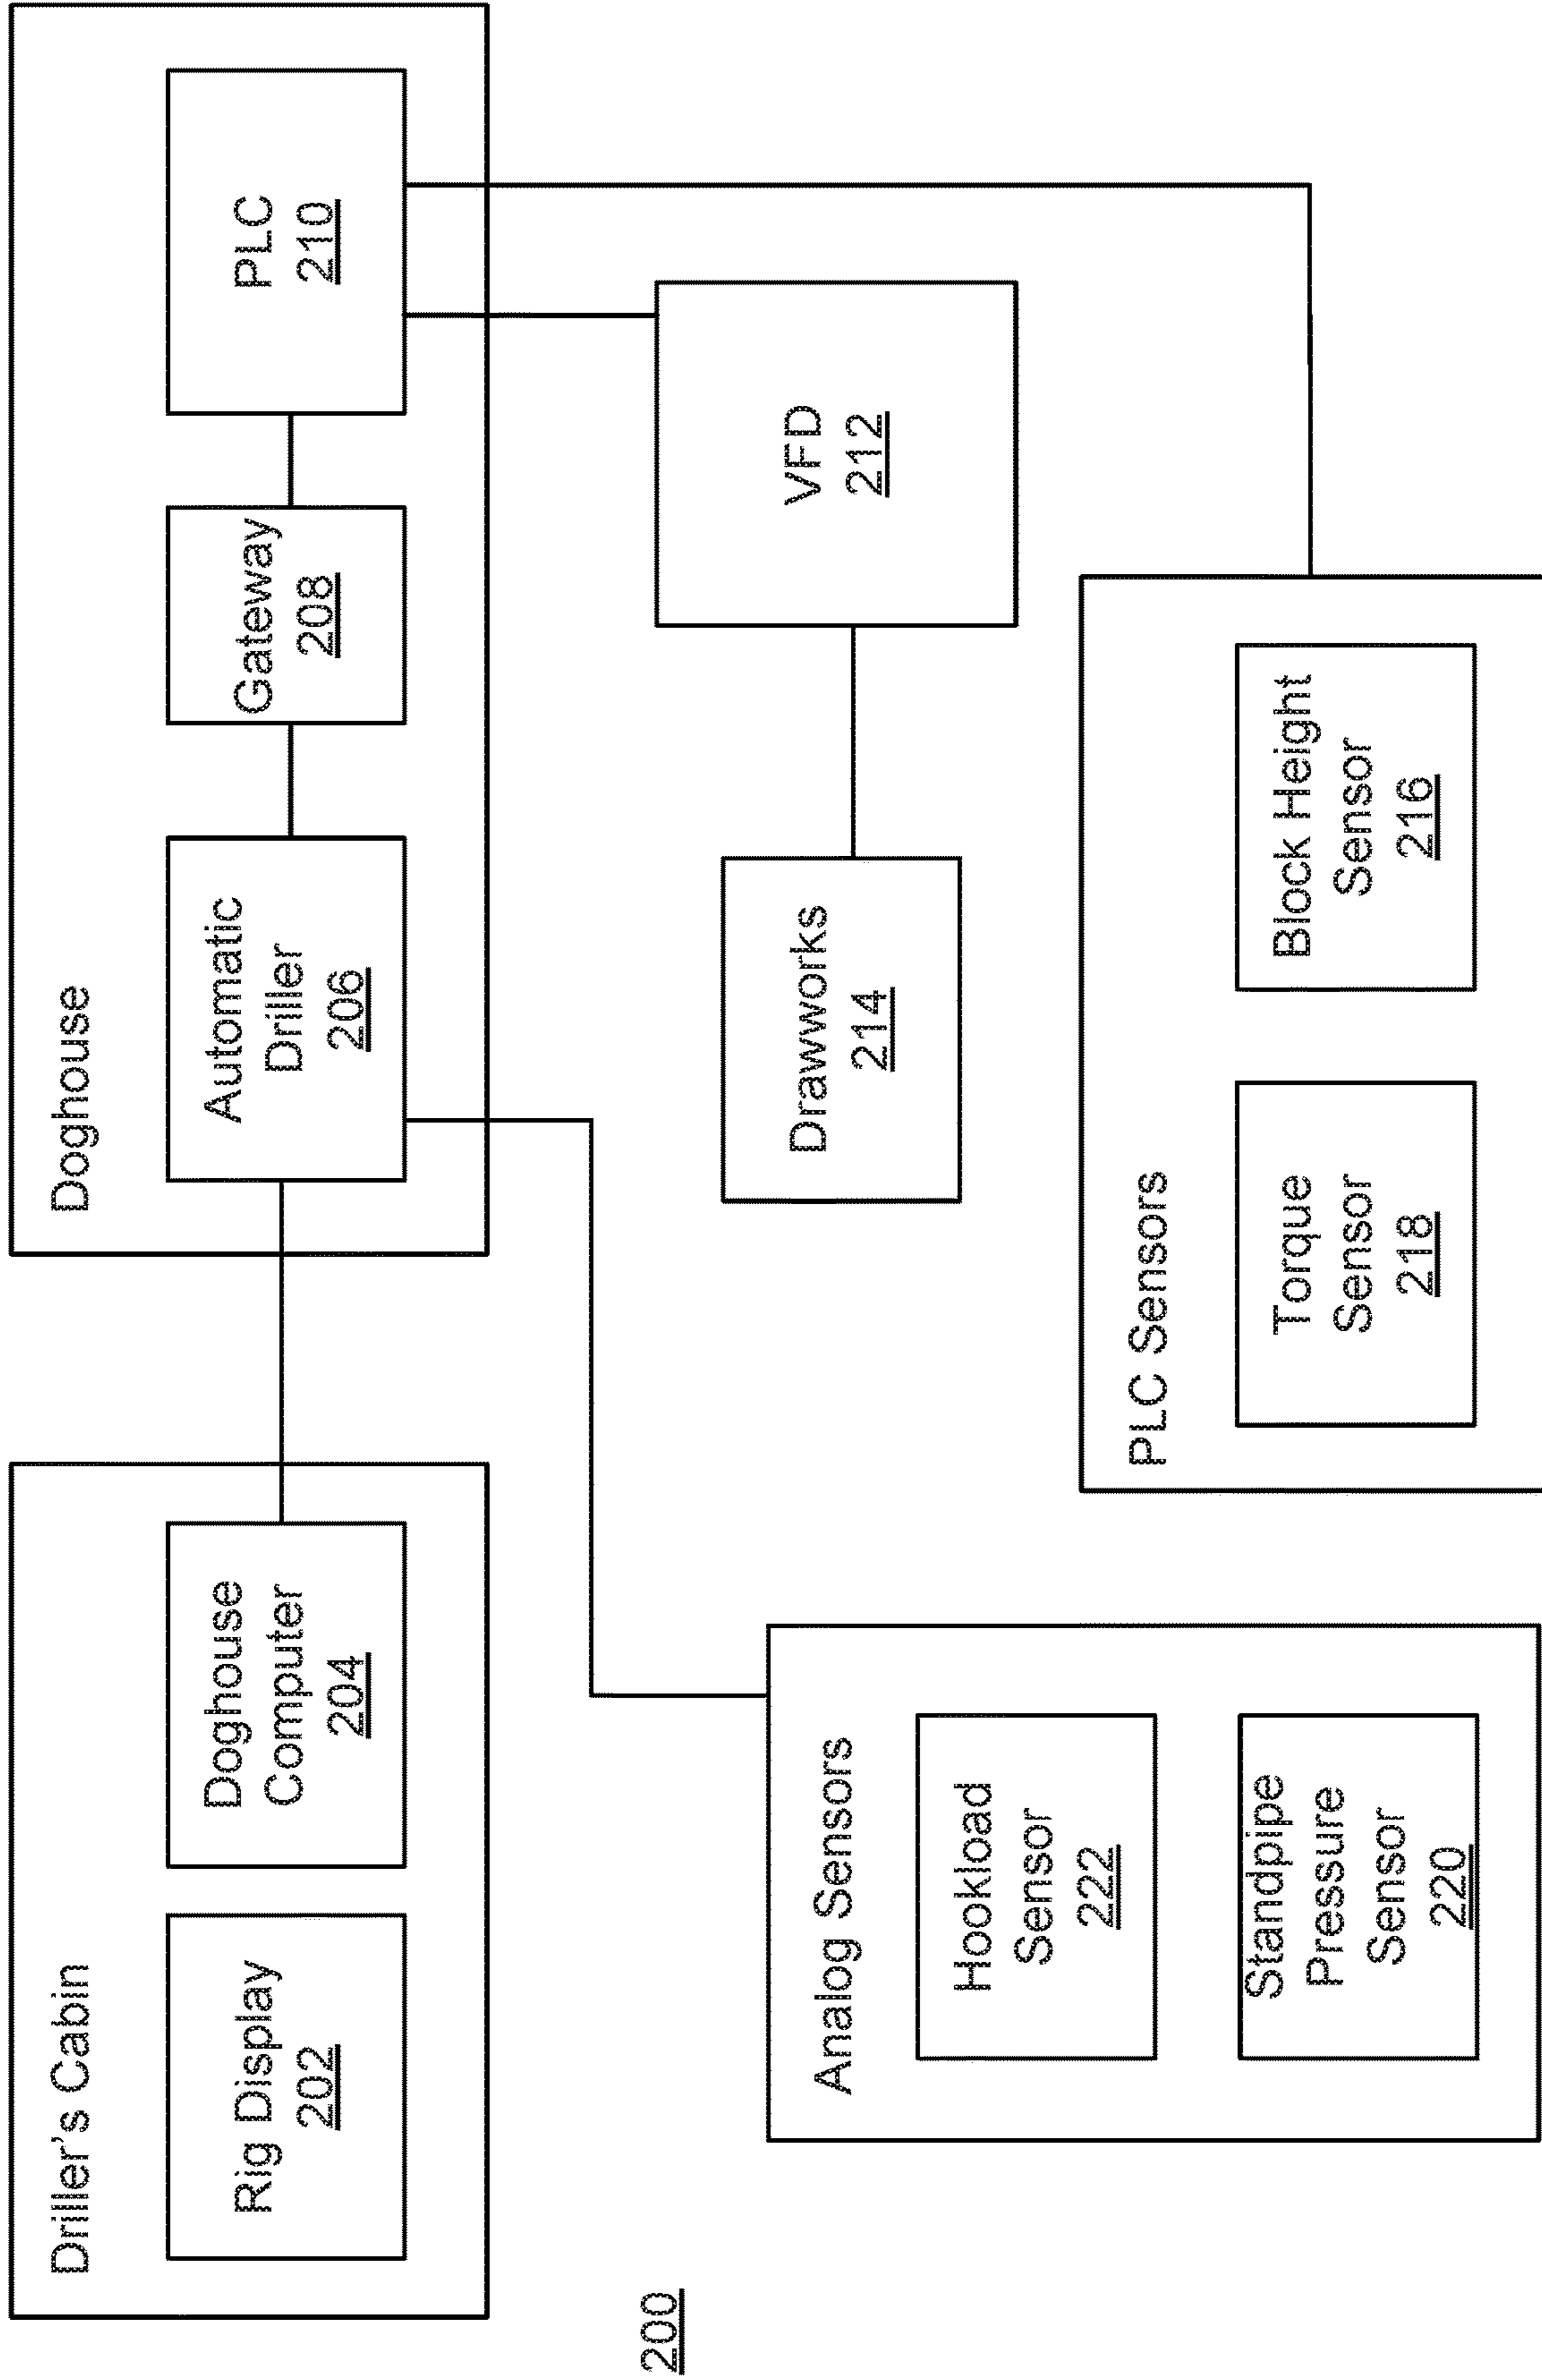 Driller's Cabin
Rig Display
202
Doghouse
Computer
204
Doghouse
Automatic
Driller
206
Gateway
208
PLC
210
200
Analog Sensors
Hookload
Sensor
222
Standpipe
Pressure
Sensor
220
Drawworks
214
VFD
212
PLC Sensors
Torque
Sensor
218
Block Height
Sensor
216